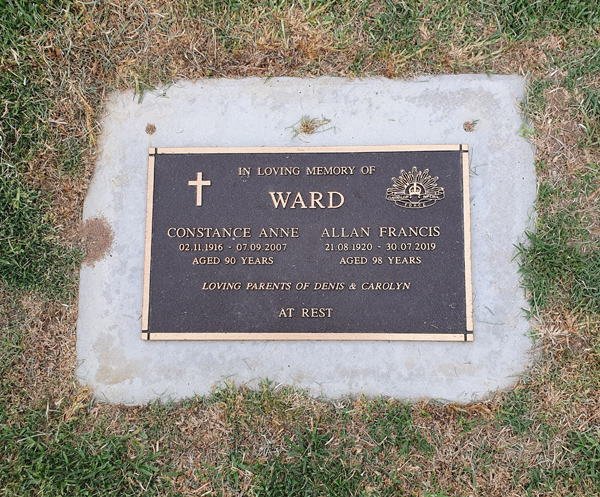 IN LOVING MEMORY OF
WARD
CONSTANCE ANNE
02.11.1916 - 07.09.2007
AGED 90 YEARS
ALLAN FRANCIS
21.08.1920 - 30.07.2019
AGED 98 YEARS
LOVING PARENTS OF DENIS & CAROLYN
AT REST